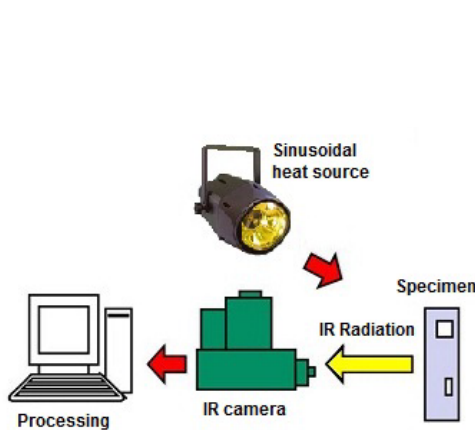 Sinusoidal
heat source
Specimen
IR Radiation
IR camera
Processing